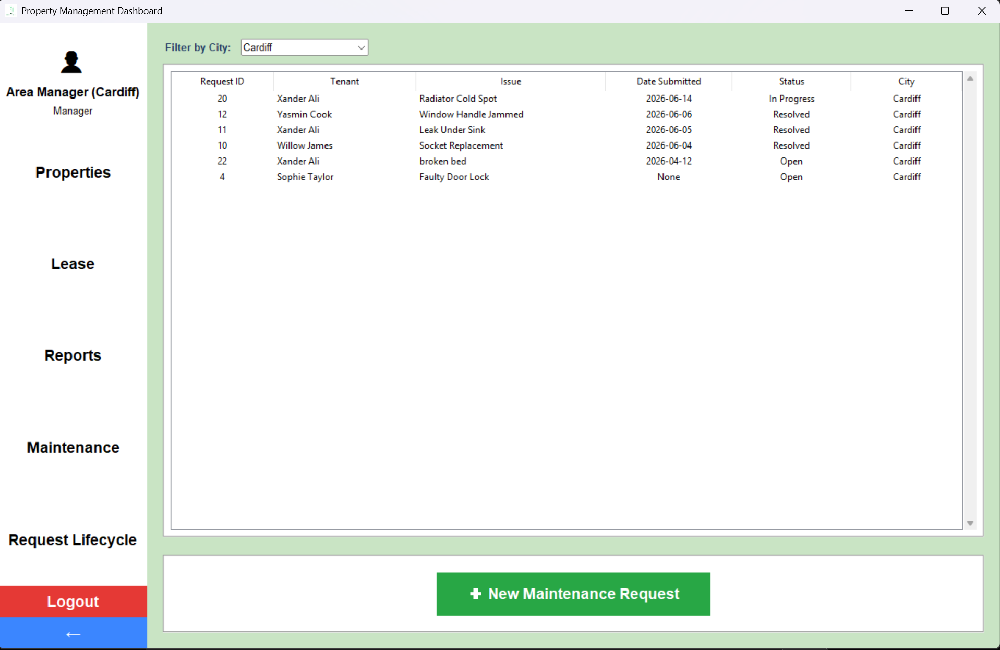 Property Management Dashboard
Area Manager (Cardiff)
Manager
Properties
Lease
Reports
Maintenance
Request Lifecycle
Logout
←
Filter by City: Cardiff
Request ID Tenant Issue Date Submitted Status City
20 Xander Ali Radiator Cold Spot 2026-06-14 In Progress Cardiff
12 Yasmin Cook Window Handle Jammed 2026-06-06 Resolved Cardiff
11 Xander Ali Leak Under Sink 2026-06-05 Resolved Cardiff
10 Willow James Socket Replacement 2026-06-04 Resolved Cardiff
22 Xander Ali broken bed 2026-04-12 Open Cardiff
4 Sophie Taylor Faulty Door Lock None Open Cardiff
➕ New Maintenance Request